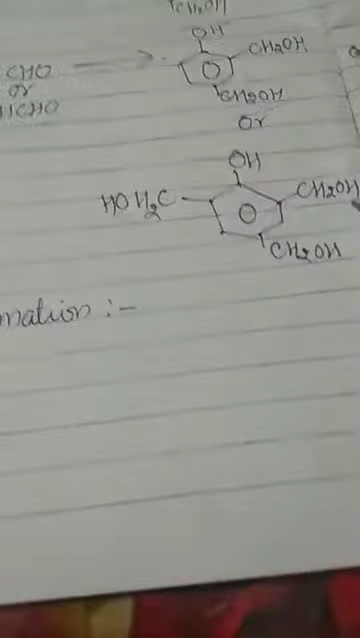 CH₂OH
OH
CH₂OH
CHO
or
HCHO
CH₂OH
Or
OH
HOH₂C
CH₂OH
CH₂OH
mation :-